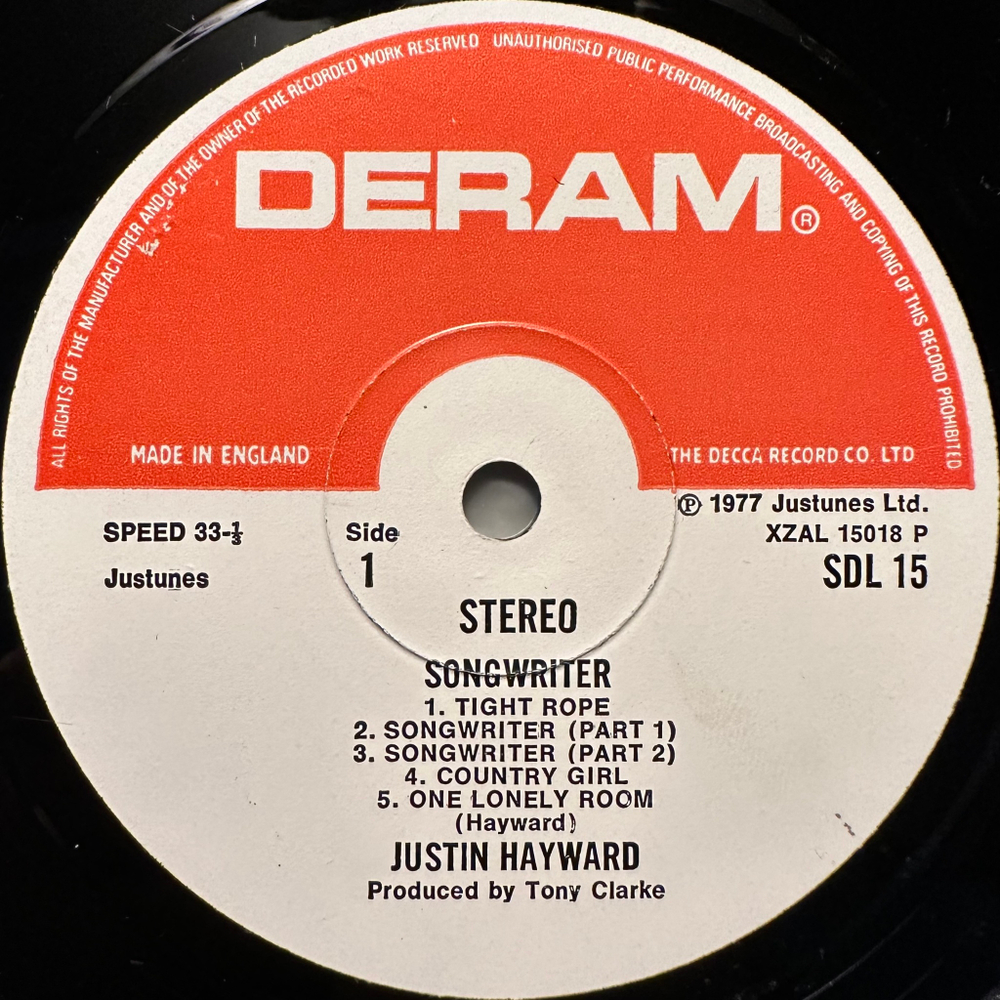 ALL RIGHTS OF THE MANUFACTURER AND OF THE OWNER OF THE RECORDED WORK RESERVED UNAUTHORISED PUBLIC PERFORMANCE BROADCASTING AND COPYING OF THIS RECORD PROHIBITED
DERAM®
MADE IN ENGLAND
THE DECCA RECORD CO. LTD
℗ 1977 Justunes Ltd.
SPEED 33-⅓
Side
XZAL 15018 P
Justunes
1
SDL 15
STEREO
SONGWRITER
1. TIGHT ROPE
2. SONGWRITER (PART 1)
3. SONGWRITER (PART 2)
4. COUNTRY GIRL
5. ONE LONELY ROOM
(Hayward)
JUSTIN HAYWARD
Produced by Tony Clarke